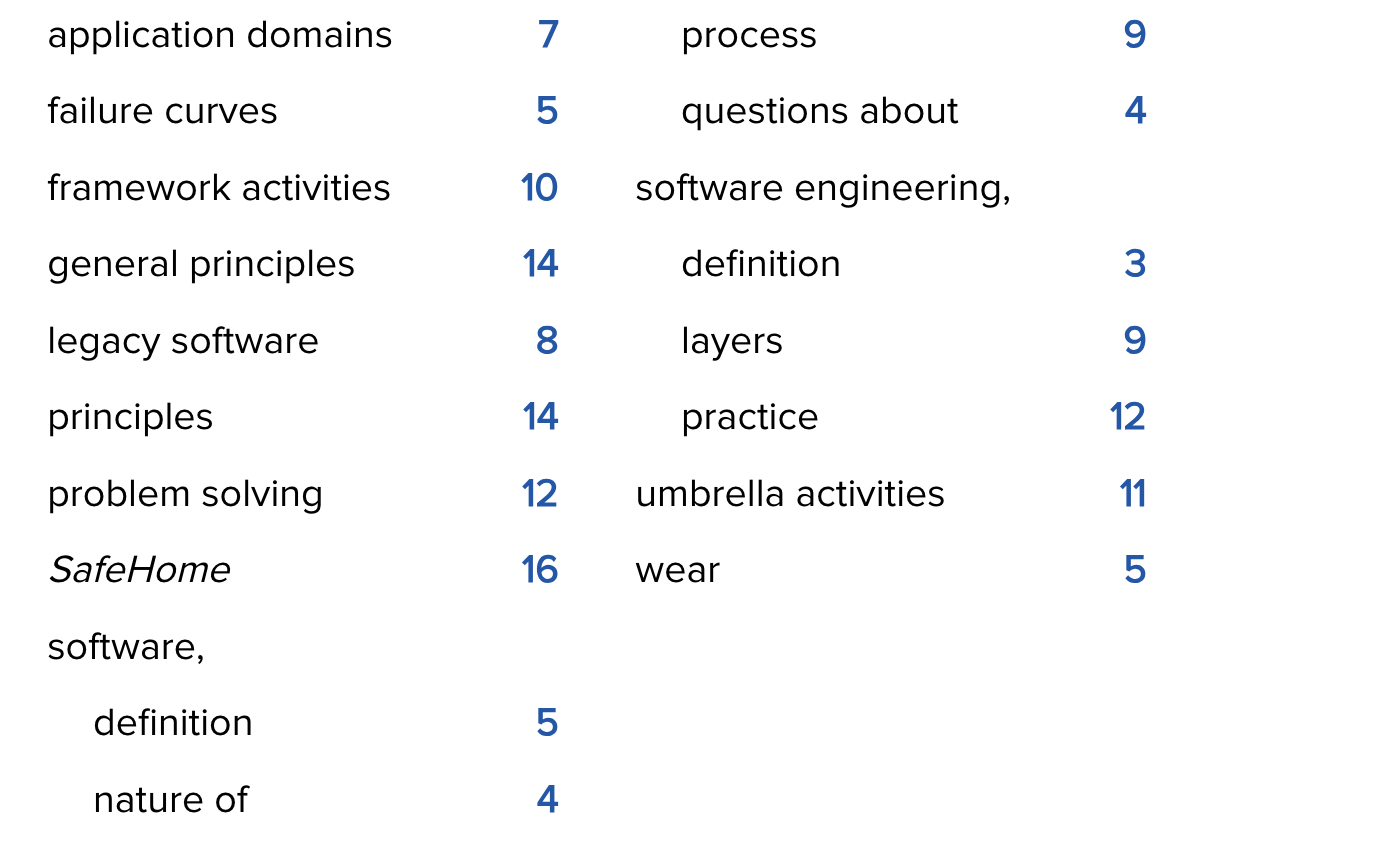 application domains 7
failure curves 5
framework activities 10
general principles 14
legacy software 8
principles 14
problem solving 12
SafeHome 16
software,
definition 5
nature of 4
process 9
questions about 4
software engineering,
definition 3
layers 9
practice 12
umbrella activities 11
wear 5